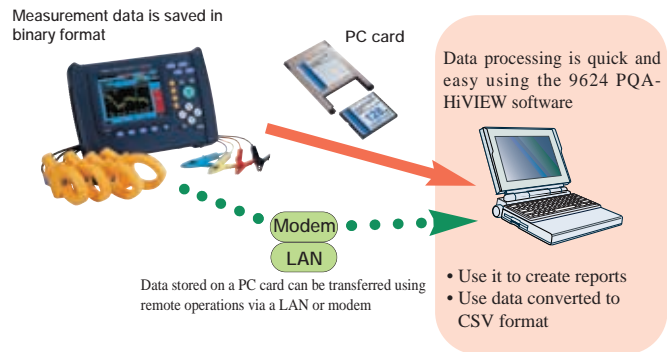 Measurement data is saved in
binary format
PC card
Data processing is quick and
easy using the 9624 PQA-
HiVIEW software
Modem
LAN
Data stored on a PC card can be transferred using
remote operations via a LAN or modem
• Use it to create reports
• Use data converted to
CSV format